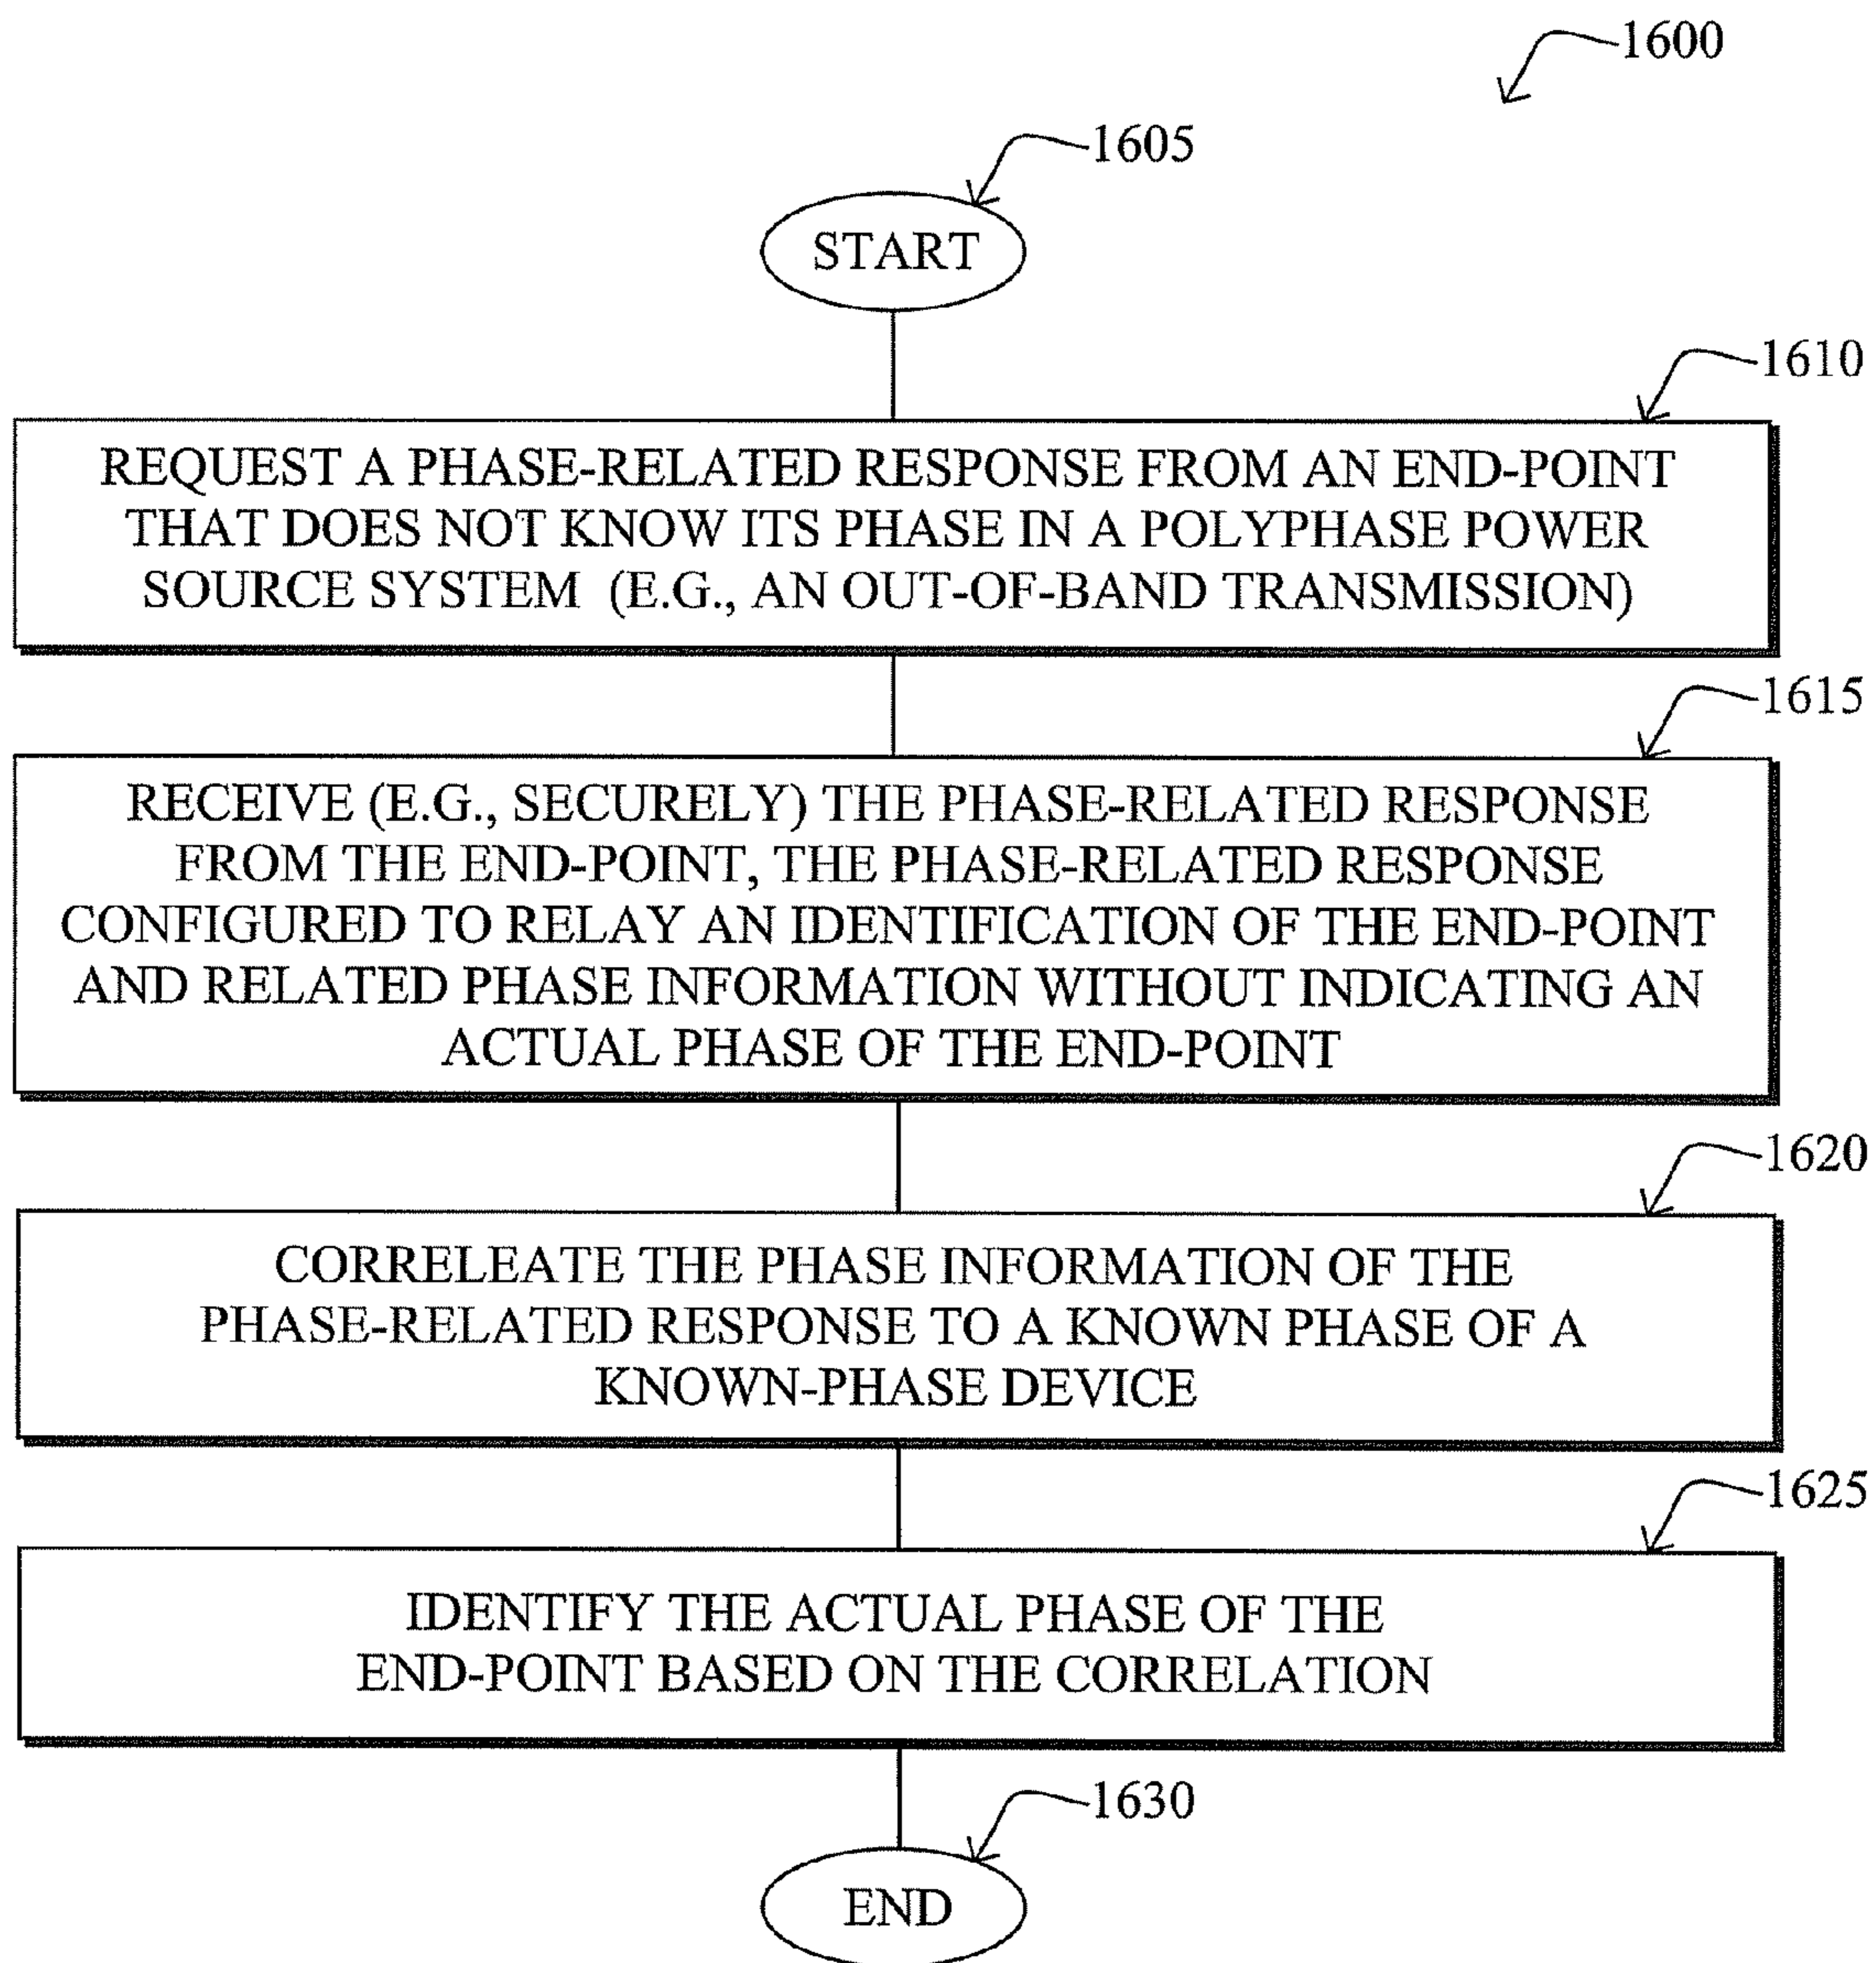 1600
1605
START
1610
REQUEST A PHASE-RELATED RESPONSE FROM AN END-POINT
THAT DOES NOT KNOW ITS PHASE IN A POLYPHASE POWER
SOURCE SYSTEM (E.G., AN OUT-OF-BAND TRANSMISSION)
1615
RECEIVE (E.G., SECURELY) THE PHASE-RELATED RESPONSE
FROM THE END-POINT, THE PHASE-RELATED RESPONSE
CONFIGURED TO RELAY AN IDENTIFICATION OF THE END-POINT
AND RELATED PHASE INFORMATION WITHOUT INDICATING AN
ACTUAL PHASE OF THE END-POINT
1620
CORRELEATE THE PHASE INFORMATION OF THE
PHASE-RELATED RESPONSE TO A KNOWN PHASE OF A
KNOWN-PHASE DEVICE
1625
IDENTIFY THE ACTUAL PHASE OF THE
END-POINT BASED ON THE CORRELATION
1630
END